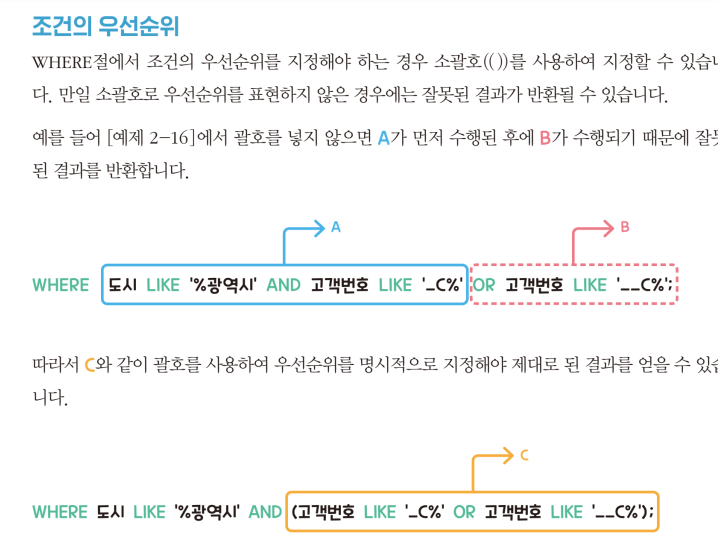 조건의 우선순위
WHERE절에서 조건의 우선순위를 지정해야 하는 경우 소괄호(())를 사용하여 지정할 수 있습니
다. 만일 소괄호로 우선순위를 표현하지 않은 경우에는 잘못된 결과가 반환될 수 있습니다.
예를 들어 [예제 2-16]에서 괄호를 넣지 않으면 A가 먼저 수행된 후에 B가 수행되기 때문에 잘못
된 결과를 반환합니다.
A
B
WHERE 도시 LIKE '%광역시' AND 고객번호 LIKE '_C%' OR 고객번호 LIKE '__C%';
따라서 C와 같이 괄호를 사용하여 우선순위를 명시적으로 지정해야 제대로 된 결과를 얻을 수 있습
니다.
C
WHERE 도시 LIKE '%광역시' AND (고객번호 LIKE '_C%' OR 고객번호 LIKE '__C%');